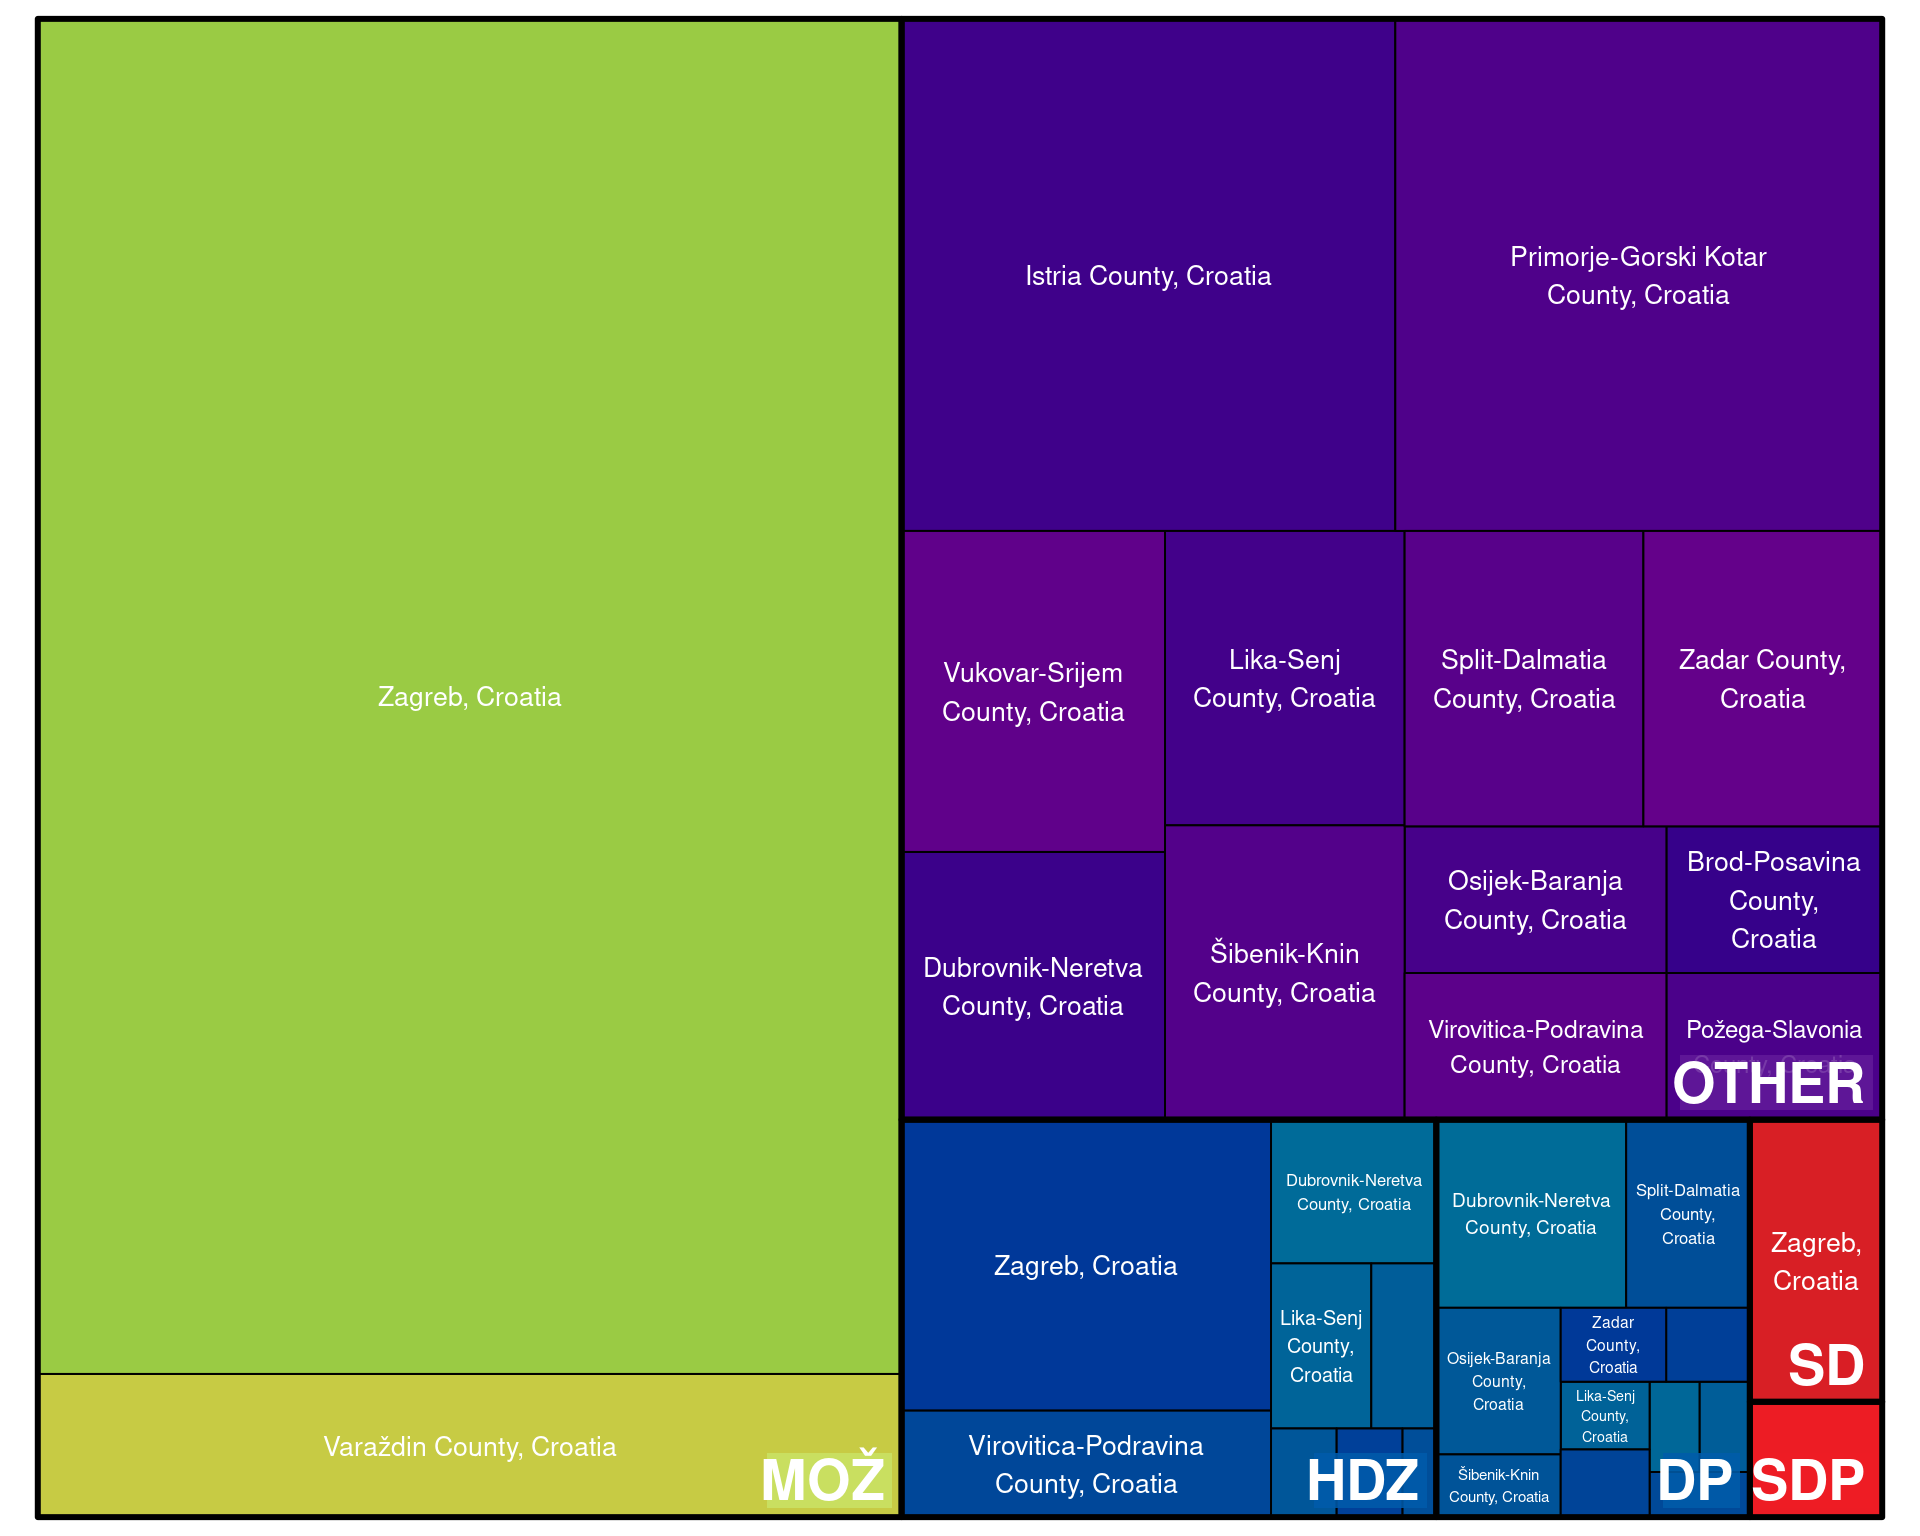 Zagreb, Croatia
Varaždin County, Croatia
MOŽ
Istria County, Croatia
Primorje-Gorski Kotar
County, Croatia
Vukovar-Srijem
County, Croatia
Lika-Senj
County, Croatia
Split-Dalmatia
County, Croatia
Zadar County,
Croatia
Dubrovnik-Neretva
County, Croatia
Šibenik-Knin
County, Croatia
Osijek-Baranja
County, Croatia
Brod-Posavina
County,
Croatia
Virovitica-Podravina
County, Croatia
Požega-Slavonia
County, Croatia
OTHER
Zagreb, Croatia
Virovitica-Podravina
County, Croatia
Dubrovnik-Neretva
County, Croatia
Lika-Senj
County,
Croatia
HDZ
Dubrovnik-Neretva
County, Croatia
Split-Dalmatia
County,
Croatia
Osijek-Baranja
County,
Croatia
Zadar
County,
Croatia
Lika-Senj
County,
Croatia
Šibenik-Knin
County, Croatia
DP
Zagreb,
Croatia
SD
SDP